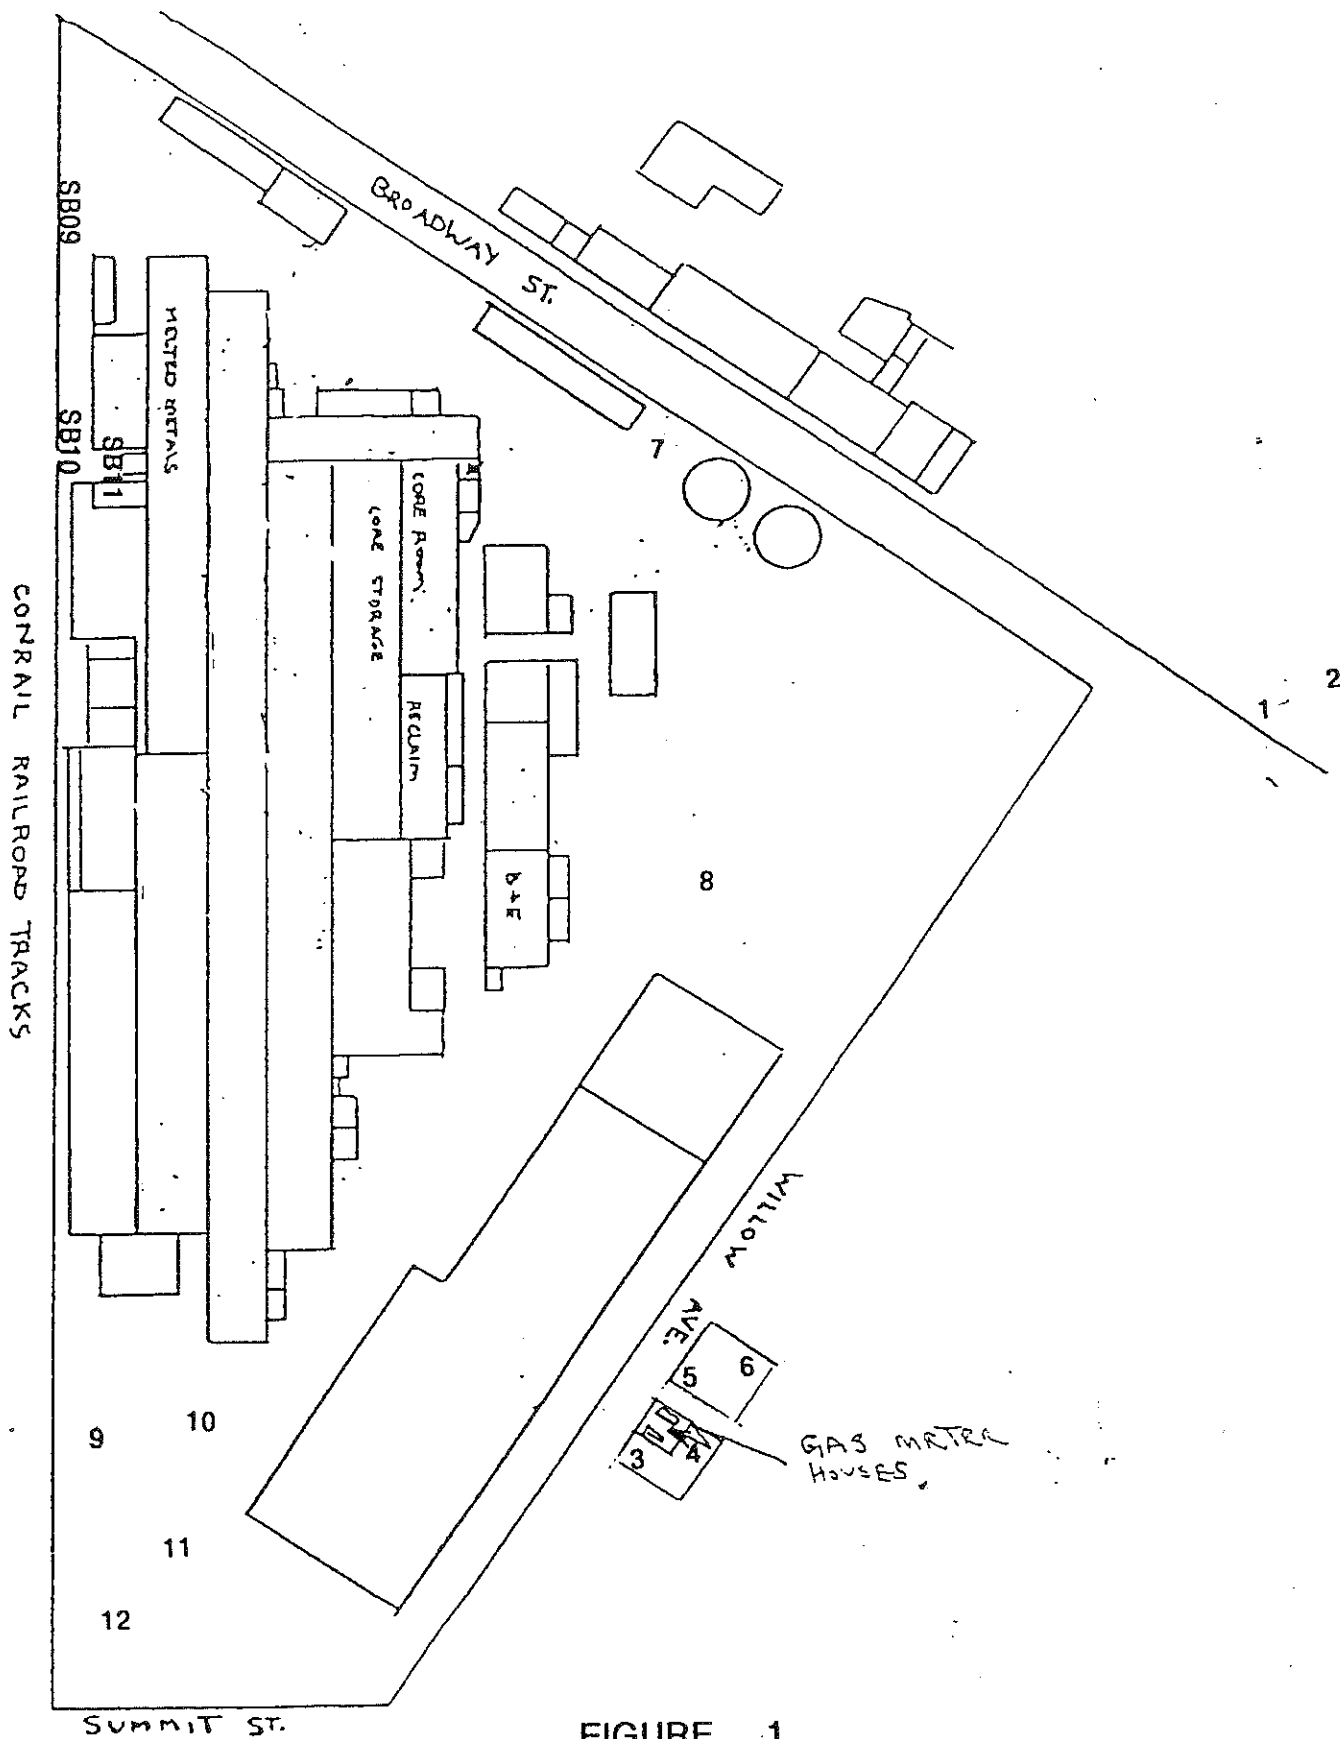 BROADWAY ST.
SB09
MELTED METALS
SB10
SB11
7
CORE ROOM
CORE STORAGE
RECLAIM
CONRAIL RAILROAD TRACKS
1
2
8
B+E
WILLOW AVE.
5
6
3
4
GAS METER
HOUSES.
9
10
11
12
SUMMIT ST.
FIGURE 1